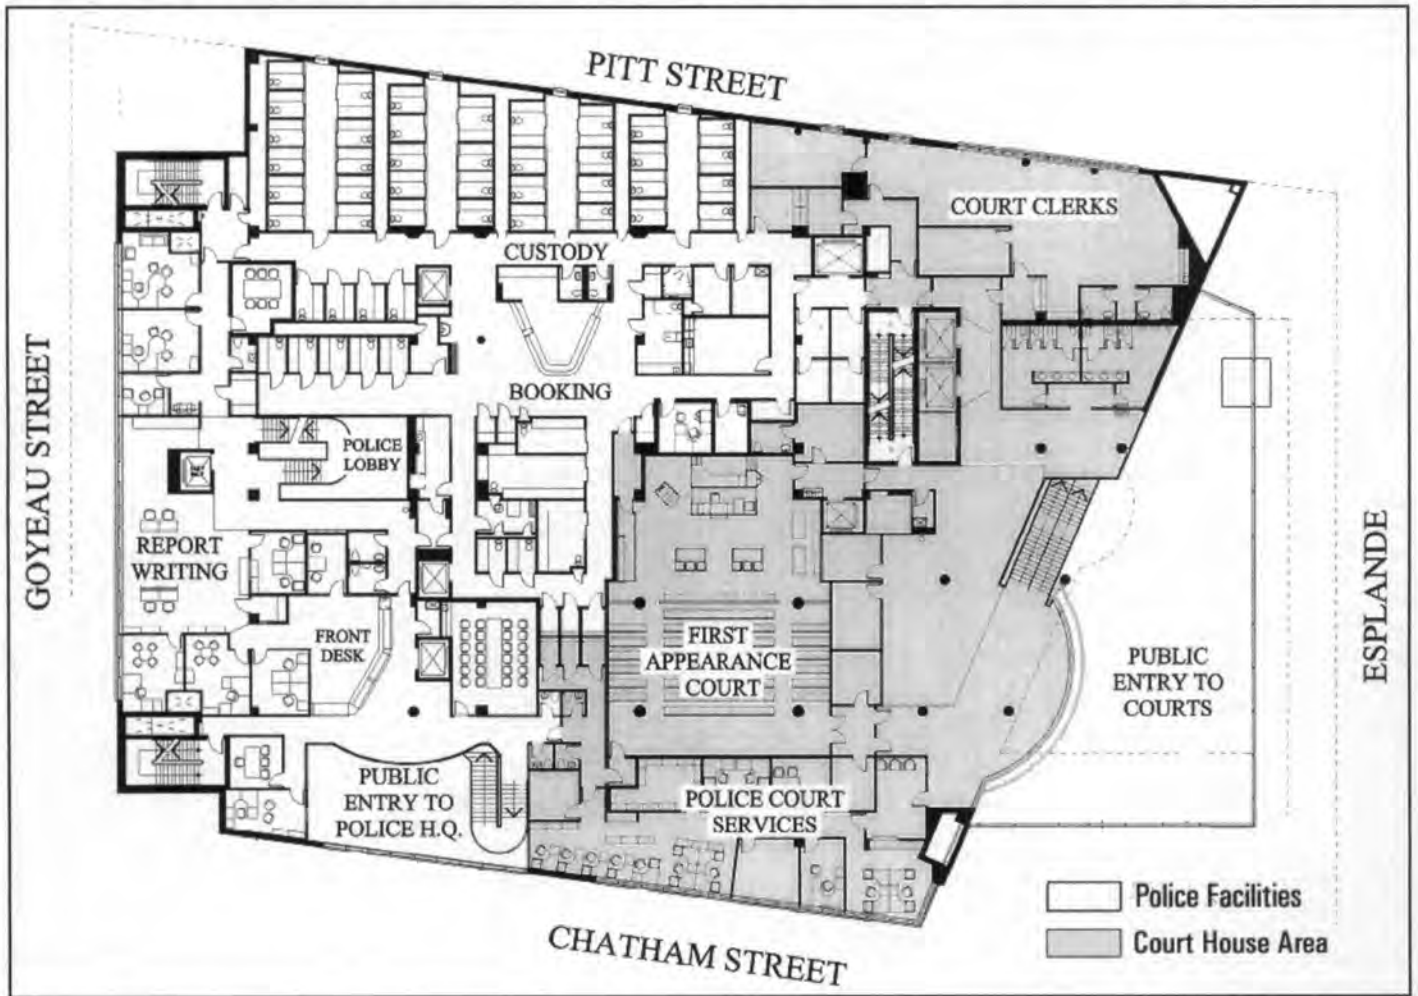 PITT STREET
COURT CLERKS
CUSTODY
GOYEAU STREET
BOOKING
POLICE
LOBBY
ESPLANDE
REPORT
WRITING
FRONT
DESK
FIRST
APPEARANCE
COURT
PUBLIC
ENTRY TO
COURTS
PUBLIC
ENTRY TO
POLICE H.Q.
POLICE COURT
SERVICES
Police Facilities
Court House Area
CHATHAM STREET